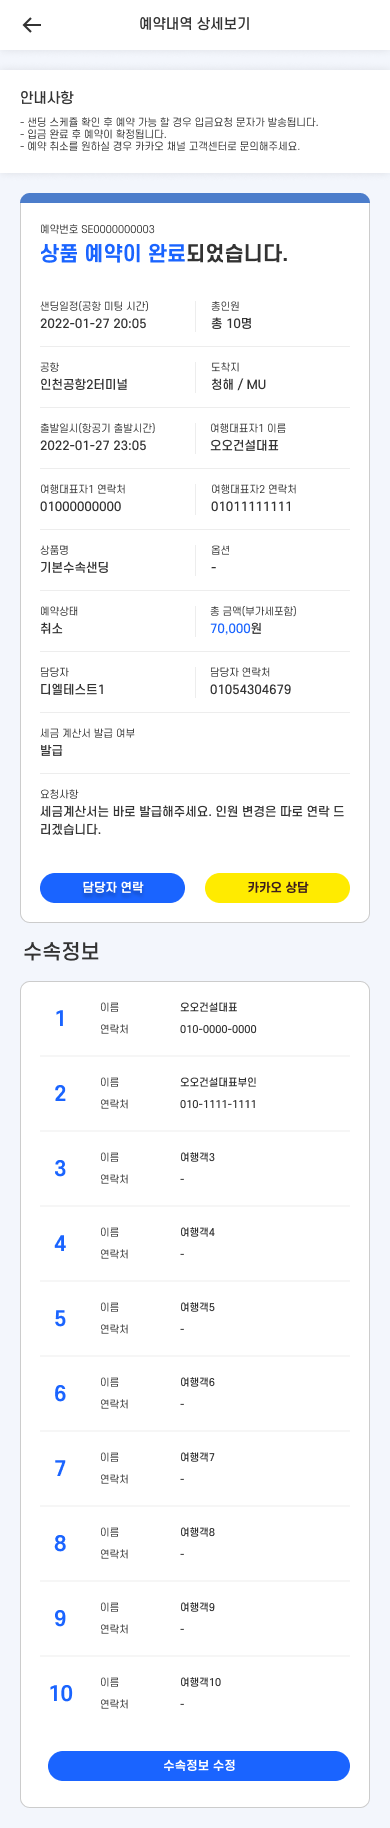 예약내역 상세보기
안내사항
- 샌딩 스케쥴 확인 후 예약 가능 할 경우 입금요청 문자가 발송됩니다.
- 입금 완료 후 예약이 확정됩니다.
- 예약 취소를 원하실 경우 카카오 채널 고객센터로 문의해주세요.
예약번호 SE0000000003
상품 예약이 완료되었습니다.
샌딩일정(공항 미팅 시간) 총인원
2022-01-27 20:05 총 10명
공항 도착지
인천공항2터미널 청해 / MU
출발일시(항공기 출발시간) 여행대표자1 이름
2022-01-27 23:05 오오건설대표
여행대표자1 연락처 여행대표자2 연락처
01000000000 01011111111
상품명 옵션
기본수속샌딩 -
예약상태 총 금액(부가세포함)
취소 70,000원
담당자 담당자 연락처
디엘테스트1 01054304679
세금 계산서 발급 여부
발급
요청사항
세금계산서는 바로 발급해주세요. 인원 변경은 따로 연락 드
리겠습니다.
담당자 연락 카카오 상담
수속정보
1 이름 오오건설대표
연락처 010-0000-0000
2 이름 오오건설대표부인
연락처 010-1111-1111
3 이름 여행객3
연락처 -
4 이름 여행객4
연락처 -
5 이름 여행객5
연락처 -
6 이름 여행객6
연락처 -
7 이름 여행객7
연락처 -
8 이름 여행객8
연락처 -
9 이름 여행객9
연락처 -
10 이름 여행객10
연락처 -
수속정보 수정